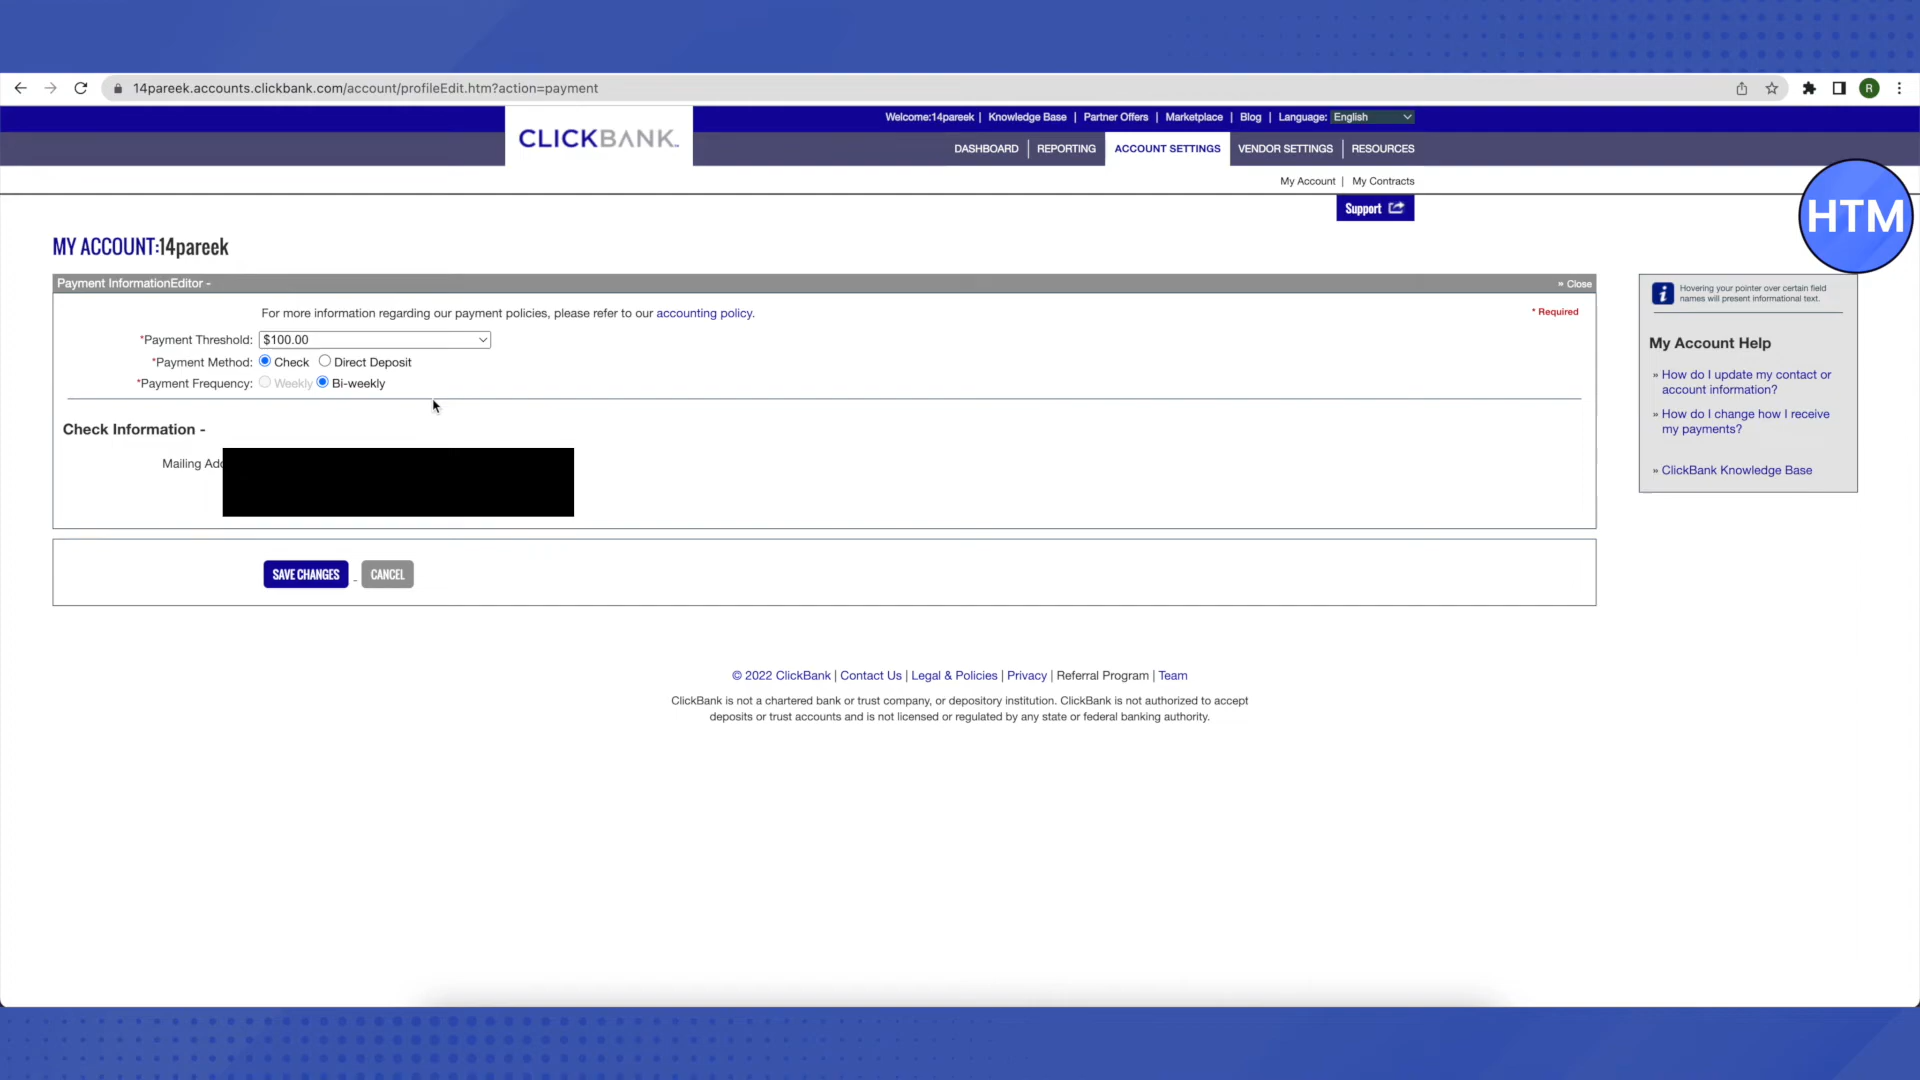 14pareek.accounts.clickbank.com/account/profileEdit.htm?action=payment
R
Welcome:14pareek | Knowledge Base | Partner Offers | Marketplace | Blog | Language: English
CLICKBANK
DASHBOARD | REPORTING ACCOUNT SETTINGS VENDOR SETTINGS | RESOURCES
My Account | My Contracts
Support
HTM
MY ACCOUNT:14pareek
Payment InformationEditor -
» Close
For more information regarding our payment policies, please refer to our accounting policy.
* Required
*Payment Threshold: $100.00
*Payment Method: Check Direct Deposit
*Payment Frequency: Weekly Bi-weekly
Check Information -
Mailing Add
SAVE CHANGES - CANCEL
i
Hovering your pointer over certain field
names will present informational text.
My Account Help
» How do I update my contact or
account information?
» How do I change how I receive
my payments?
» ClickBank Knowledge Base
© 2022 ClickBank | Contact Us | Legal & Policies | Privacy | Referral Program | Team
ClickBank is not a chartered bank or trust company, or depository institution. ClickBank is not authorized to accept
deposits or trust accounts and is not licensed or regulated by any state or federal banking authority.